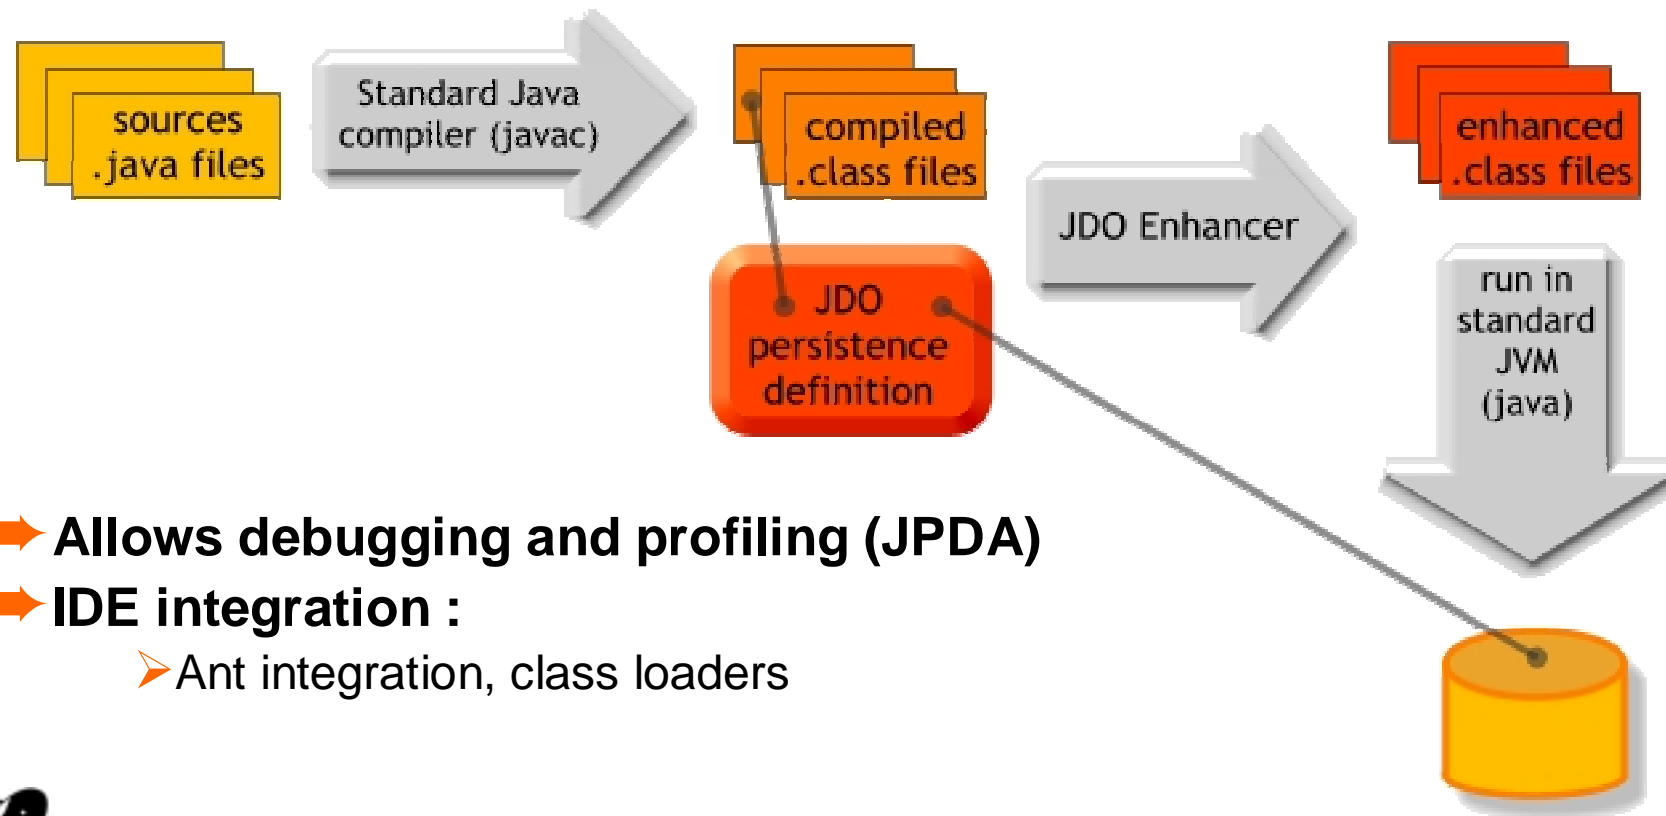 sources
.java files
Standard Java
compiler (javac)
compiled
.class files
JDO Enhancer
enhanced
.class files
JDO
persistence
definition
run in
standard
JVM
(java)
Allows debugging and profiling (JPDA)
IDE integration :
Ant integration, class loaders